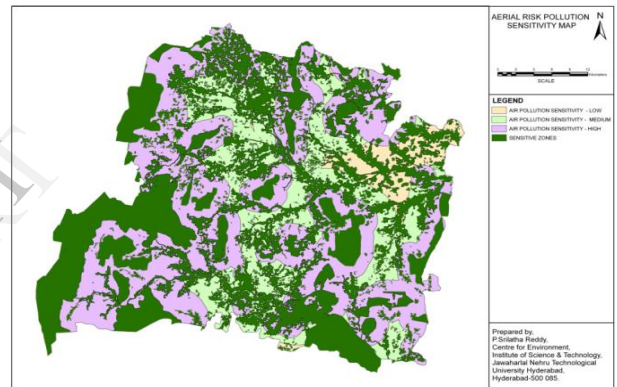 AERIAL RISK POLLUTION
SENSITIVITY MAP
N
SCALE
LEGEND
AIR POLLUTION SENSITIVITY - LOW
AIR POLLUTION SENSITIVITY - MEDIUM
AIR POLLUTION SENSITIVITY - HIGH
SENSITIVE ZONES
Prepared by,
P.Srilatha Reddy,
Centre for Environment,
Institute of Science & Technology,
Jawaharlal Nehru Technological
University Hyderabad,
Hyderabad-500 085.